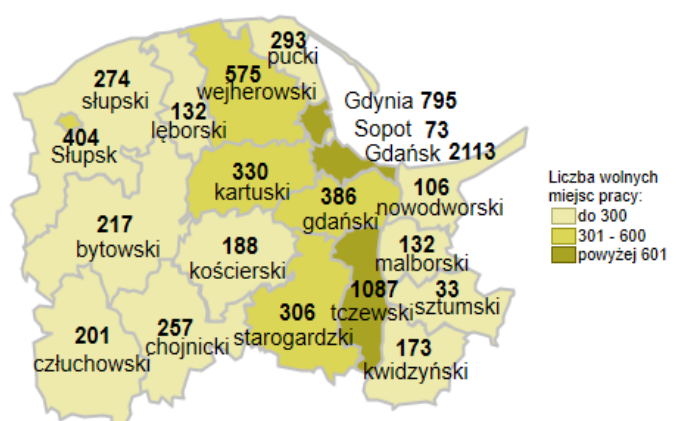 293
pucki
575
wejherowski
274
słupski
132
lęborski
404
Słupsk
Gdynia 795
Sopot 73
Gdańsk 2113
330
kartuski
386
gdański
106
nowodworski
217
bytowski
188
kościerski
132
malborski
1087
tczewski
33
sztumski
306
starogardzki
201
człuchowski
257
chojnicki
173
kwidzyński
Liczba wolnych
miejsc pracy:
do 300
301 - 600
powyżej 601